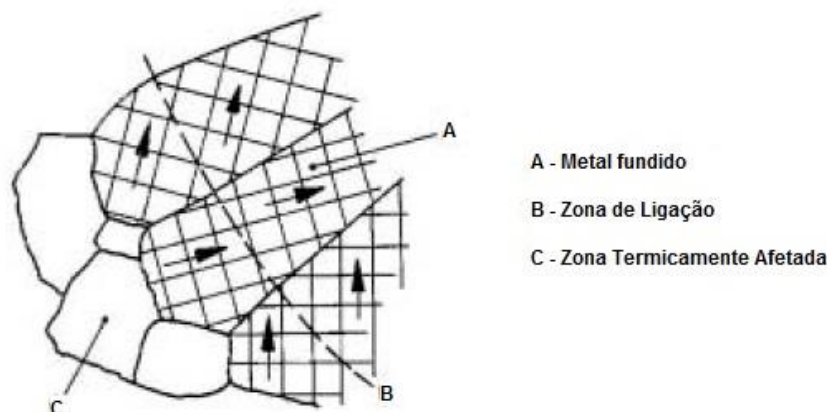 A
A - Metal fundido
B - Zona de Ligação
C - Zona Termicamente Afetada
B
C